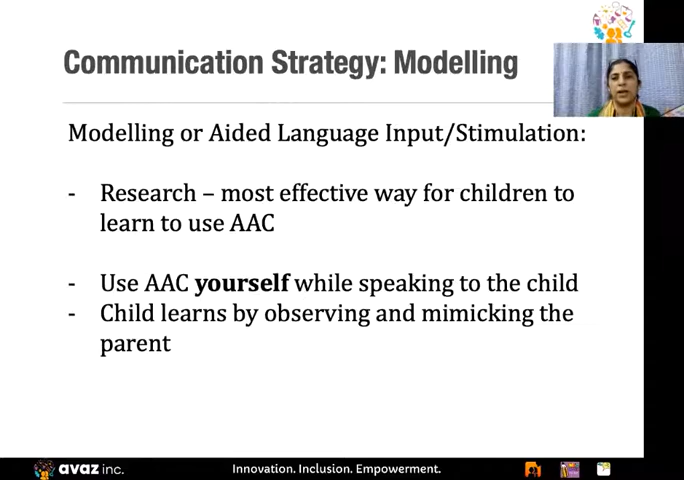 Communication Strategy: Modelling
Modelling or Aided Language Input/Stimulation:
- Research – most effective way for children to
learn to use AAC
- Use AAC yourself while speaking to the child
- Child learns by observing and mimicking the
parent
avaz inc.
Innovation. Inclusion. Empowerment.